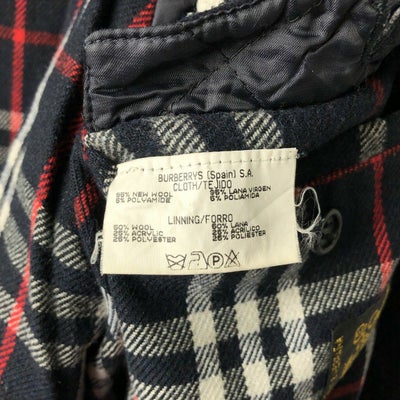 BURBERRYS (Spain) S.A.
CLOTH/TEJIDO
95% NEW WOOL 95% LANA VIRGEN
5% POLYAMIDE 5% POLIAMIDA
LINNING/FORRO
50% WOOL 50% LANA
25% ACRYLIC 25% ACRILICO
25% POLYESTER 25% POLIESTER
P A